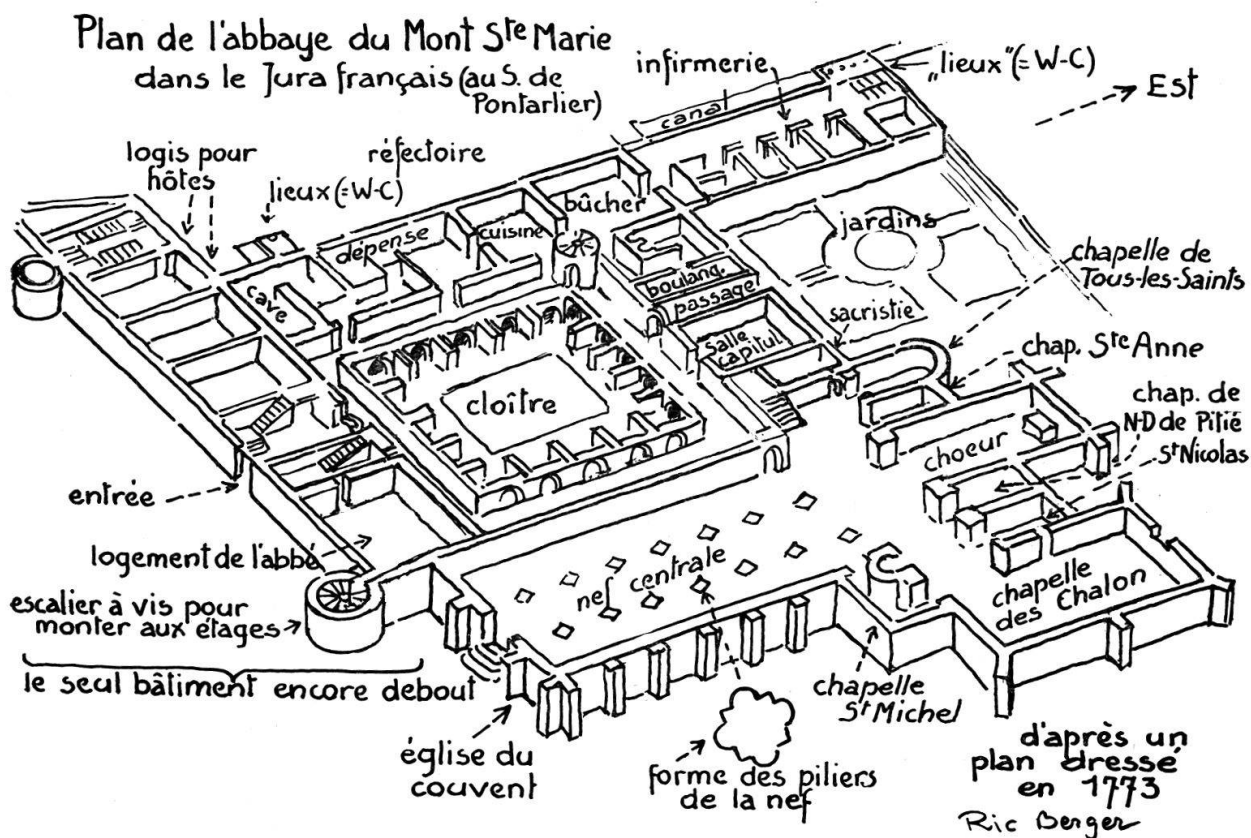 Plan de l'abbaye du Mont Ste Marie
dans le Jura français (au S. de
Pontarlier)
infirmerie
„lieux" (=W-C)
Est
canal
logis pour
hôtes
réfectoire
lieux (=W-C)
dépense
cuisine
bûcher
jardins
cave
boulang.
passage
salle
capitul
sacristie
chapelle de
Tous-les-Saints
chap. Ste Anne
chap. de
N-D de Pitié
St Nicolas
cloître
choeur
entrée
logement de l'abbé
nef centrale
chapelle
des Chalon
escalier à vis pour
monter aux étages
le seul bâtiment encore debout
chapelle
St Michel
église du
couvent
forme des piliers
de la nef
d'après un
plan dressé
en 1773
Ric Berger